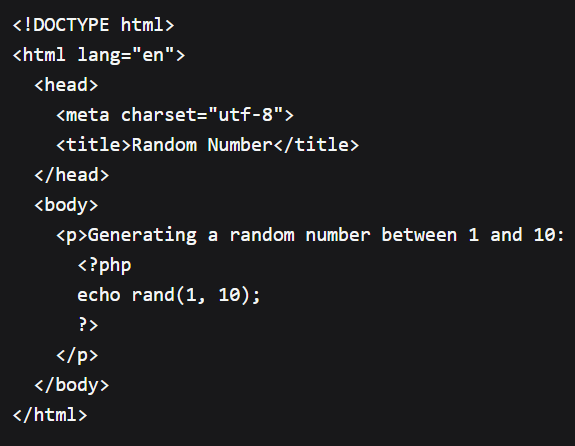 <!DOCTYPE html>
<html lang="en">
  <head>
    <meta charset="utf-8">
    <title>Random Number</title>
  </head>
  <body>
    <p>Generating a random number between 1 and 10:
      <?php
      echo rand(1, 10);
      ?>
    </p>
  </body>
</html>